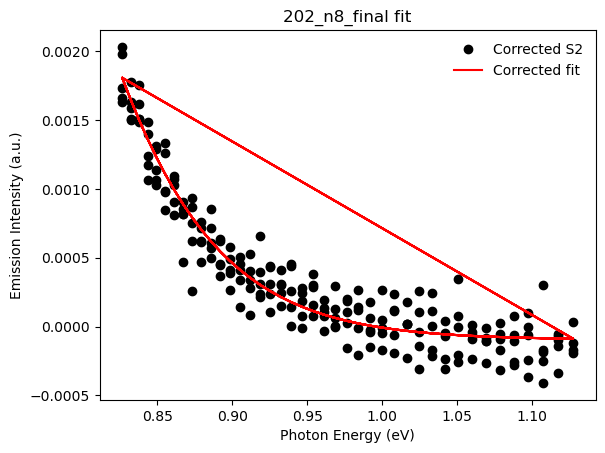 202_n8_final fit
Corrected S2
Corrected fit
Emission Intensity (a.u.)
0.0020
0.0015
0.0010
0.0005
0.0000
−0.0005
0.85
0.90
0.95
1.00
1.05
1.10
Photon Energy (eV)